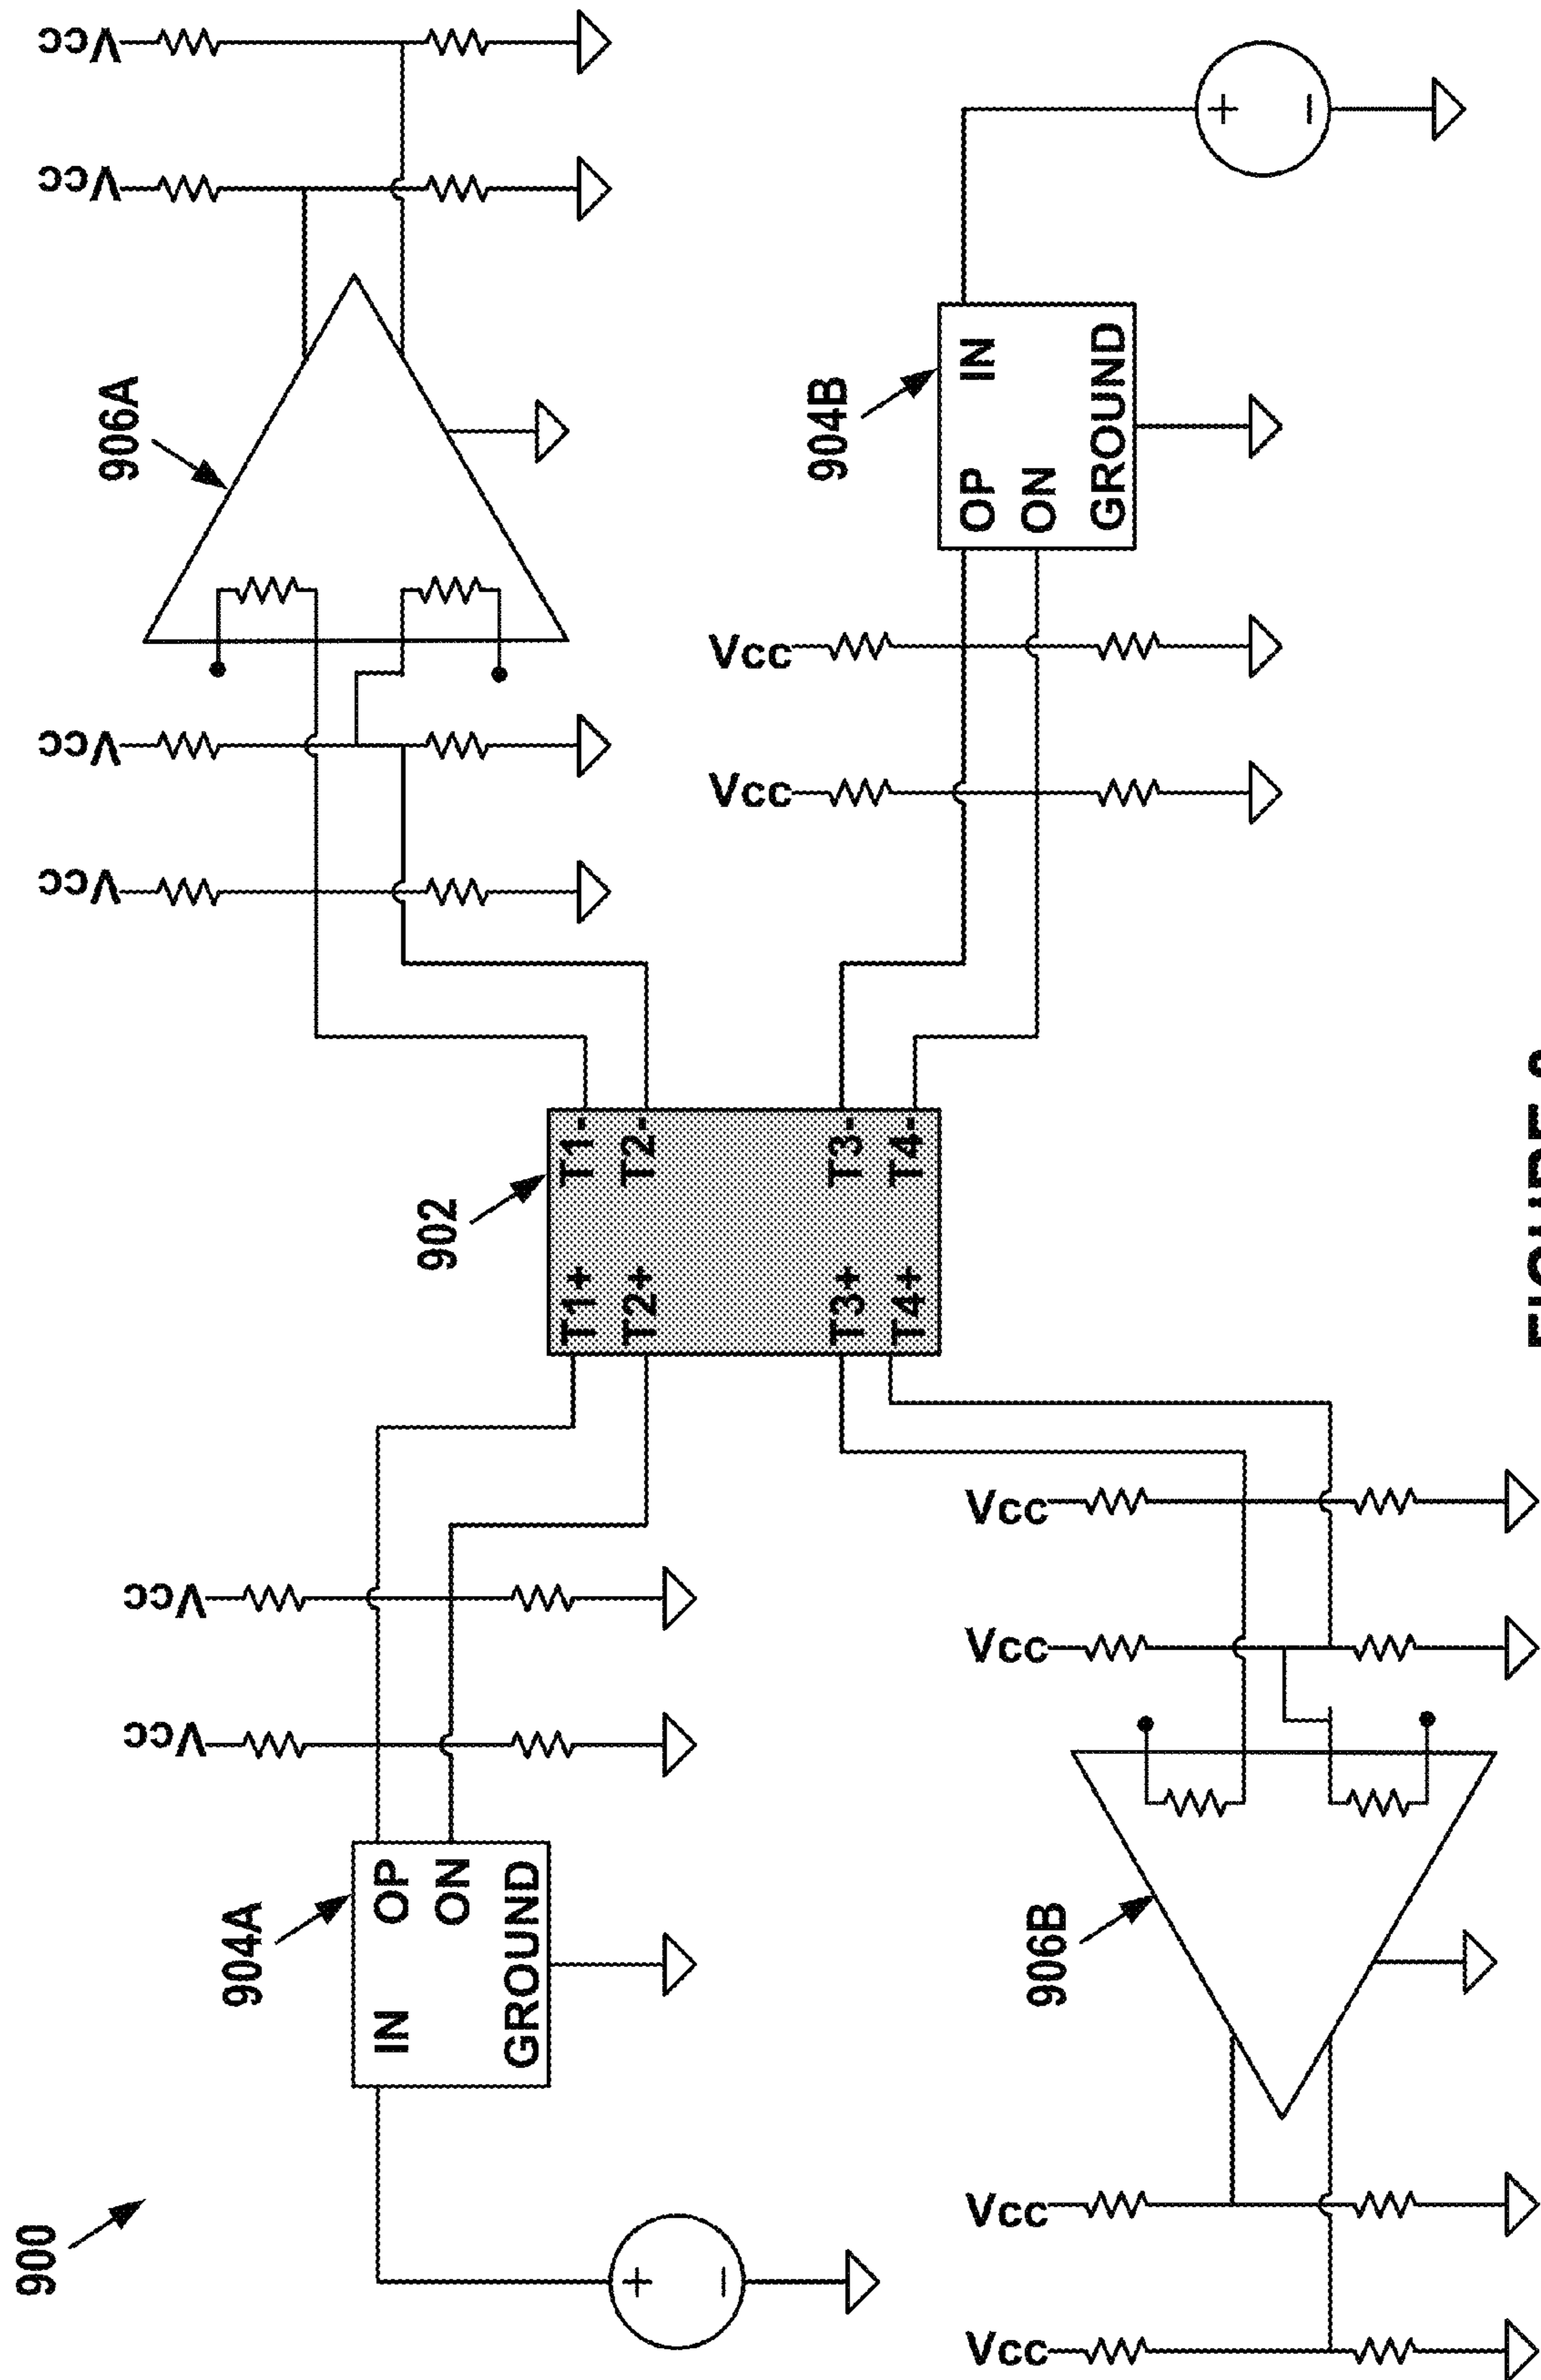 900
Vcc
Vcc
Vcc
Vcc
906A
Vcc
Vcc
904A
IN OP
ON
GROUND
902
T1+ T1-
T2+ T2-
T3+ T3-
T4+ T4-
Vcc
Vcc
904B
OP IN
ON
GROUND
Vcc
Vcc
906B
Vcc
Vcc
FIGURE